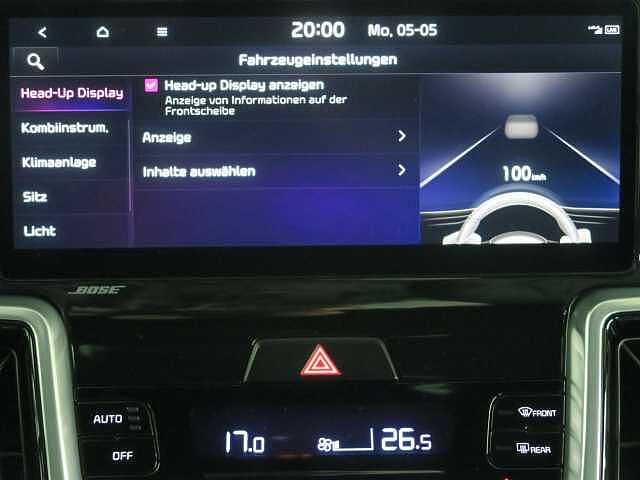 20:00 Mo, 05-05
Fahrzeugeinstellungen
Head-Up Display
Kombiinstrum.
Klimaanlage
Sitz
Licht
Head-up Display anzeigen
Anzeige von Informationen auf der
Frontscheibe
Anzeige
Inhalte auswählen
100 km/h
BOSE
AUTO
OFF
17.0
26.5
FRONT
REAR